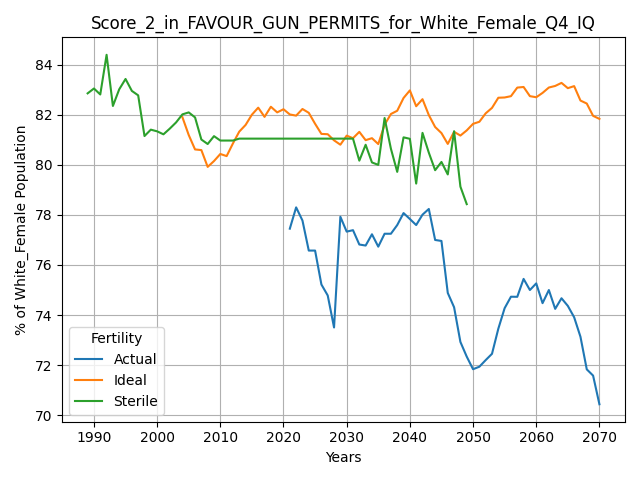 Score_2_in_FAVOUR_GUN_PERMITS_for_White_Female_Q4_IQ
% of White_Female Population
84
82
80
78
76
74
72
70
Fertility
Actual
Ideal
Sterile
1990 2000 2010 2020 2030 2040 2050 2060 2070
Years